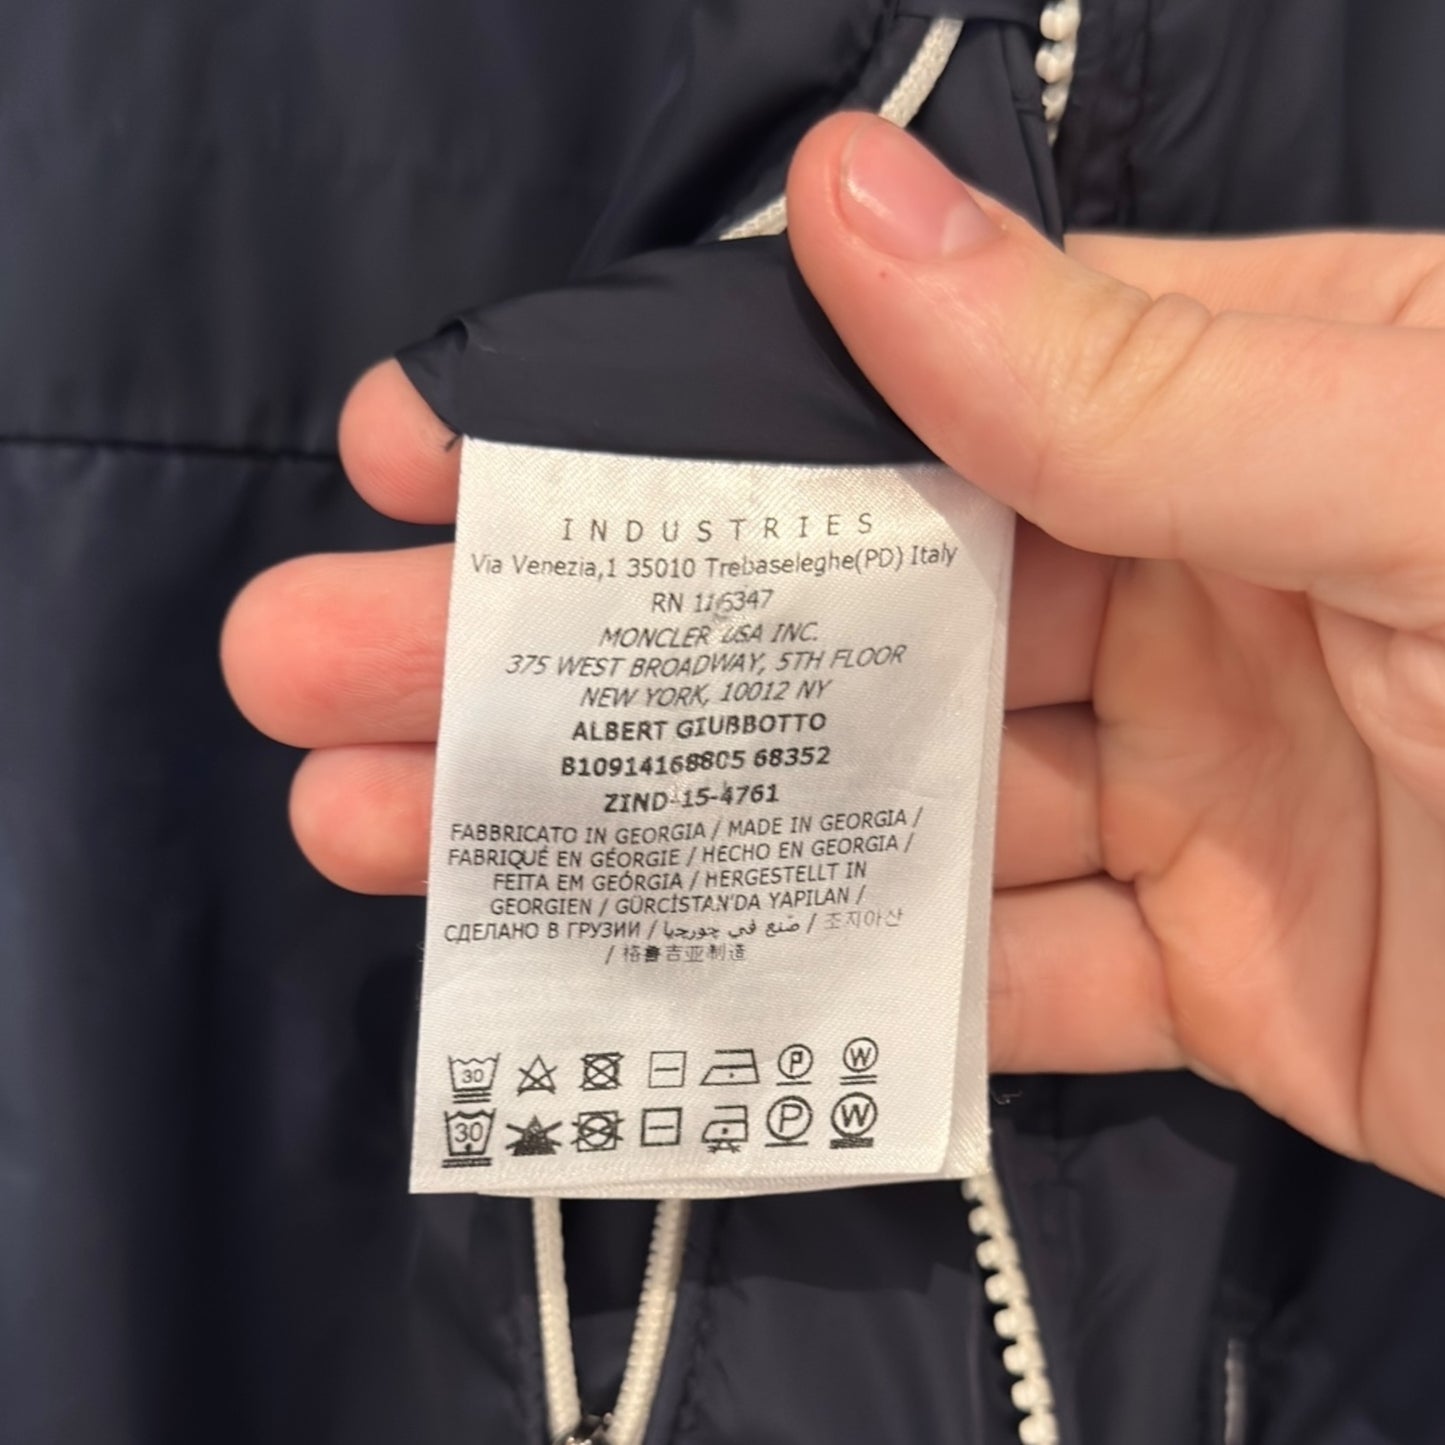 INDUSTRIES
Via Venezia,1 35010 Trebaseleghe(PD) Italy
RN 116347
MONCLER USA INC.
375 WEST BROADWAY, 5TH FLOOR
NEW YORK, 10012 NY
ALBERT GIUBBOTTO
B10914168805 68352
ZIND-15-4761
FABBRICATO IN GEORGIA / MADE IN GEORGIA /
FABRIQUÉ EN GÉORGIE / HECHO EN GEORGIA /
FEITA EM GEÓRGIA / HERGESTELLT IN
GEORGIEN / GÜRCİSTAN'DA YAPILAN /
СДЕЛАНО В ГРУЗИИ / صُنع في جورجيا / 조지아산
/ 格鲁吉亚制造
30 P W
30 P W